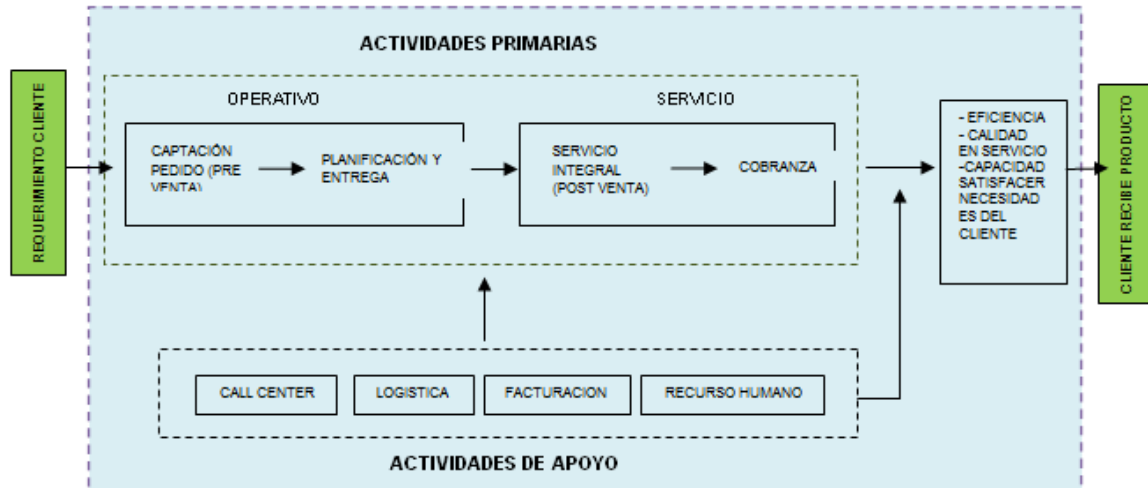 ACTIVIDADES PRIMARIAS
REQUERIMIENTO CLIENTE
OPERATIVO
CAPTACIÓN
PEDIDO (PRE
VENTA)
PLANIFICACIÓN Y
ENTREGA
SERVICIO
SERVICIO
INTEGRAL
(POST VENTA)
COBRANZA
- EFICIENCIA
- CALIDAD
EN SERVICIO
-CAPACIDAD
SATISFACER
NECESIDAD
ES DEL
CLIENTE
CLIENTE RECIBE PRODUCTO
CALL CENTER
LOGISTICA
FACTURACION
RECURSO HUMANO
ACTIVIDADES DE APOYO